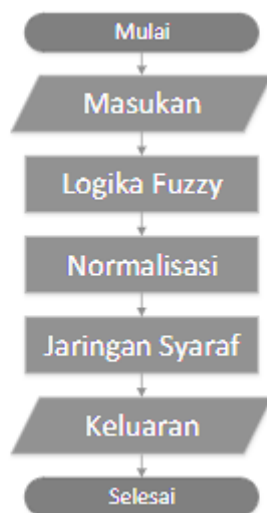 Mulai
Masukan
Logika Fuzzy
Normalisasi
Jaringan Syaraf
Keluaran
Selesai